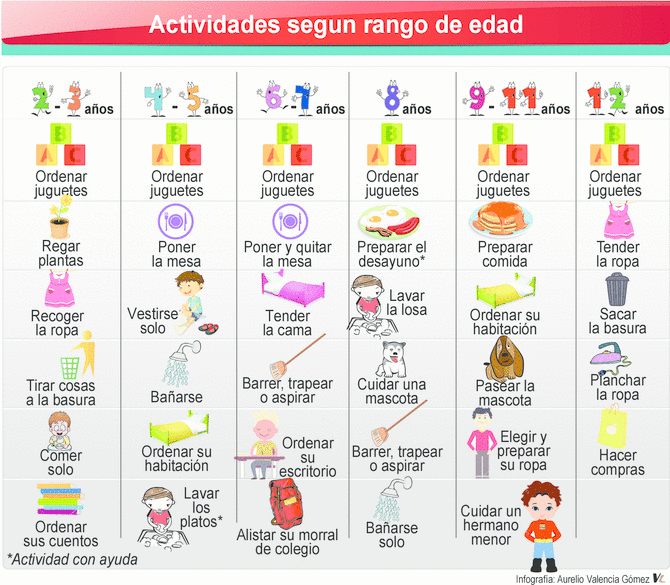 Actividades segun rango de edad
2 - 3 años
A B C
Ordenar
juguetes
Regar
plantas
Recoger
la ropa
Tirar cosas
a la basura
Comer
solo
Ordenar
sus cuentos
4 - 5 años
A B C
Ordenar
juguetes
Poner
la mesa
Vestirse
solo
Bañarse
Ordenar su
habitación
Lavar
los
platos*
6 - 7 años
A B C
Ordenar
juguetes
Poner y quitar
la mesa
Tender
la cama
Barrer, trapear
o aspirar
Ordenar
su
escritorio
Alistar su morral
de colegio
8 años
A B C
Ordenar
juguetes
Preparar el
desayuno*
Lavar
la losa
Cuidar una
mascota
Barrer, trapear
o aspirar
Bañarse
solo
9 - 11 años
A B C
Ordenar
juguetes
Preparar
comida
Ordenar su
habitación
Pasear la
mascota
Elegir y
preparar
su ropa
Cuidar un
hermano
menor
12 años
A B C
Ordenar
juguetes
Tender
la ropa
Sacar
la basura
Planchar
la ropa
Hacer
compras
*Actividad con ayuda
Infografía: Aurelio Valencia Gómez